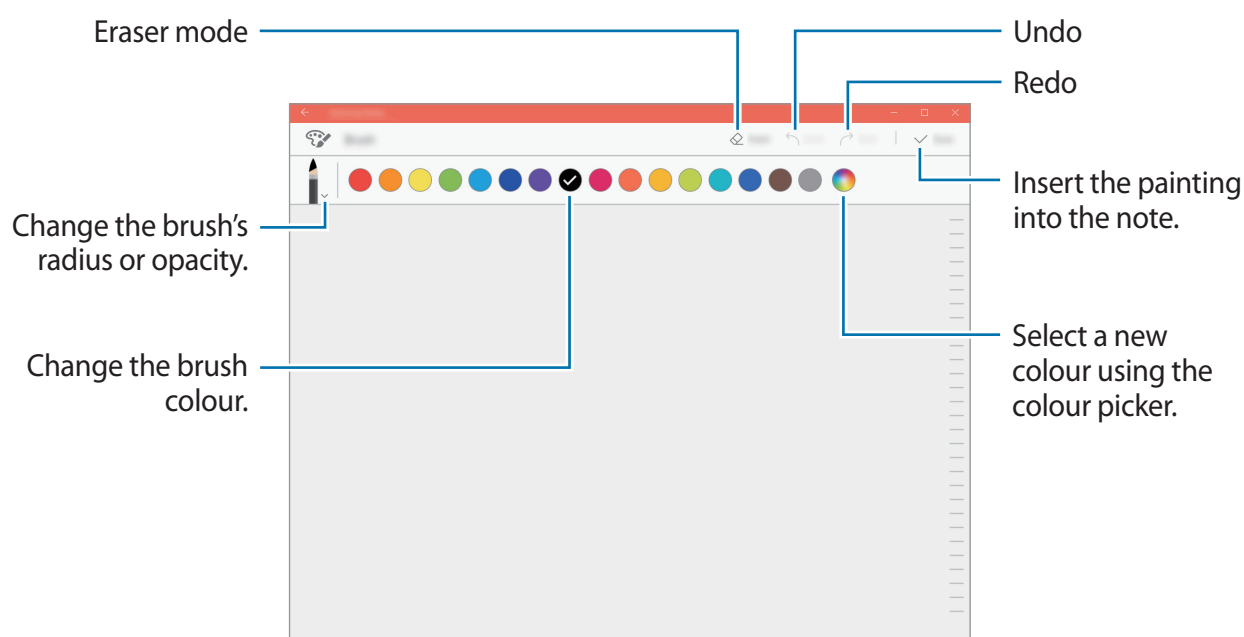 Eraser mode
Undo
Redo
Insert the painting
into the note.
Change the brush's
radius or opacity.
Change the brush
colour.
Select a new
colour using the
colour picker.